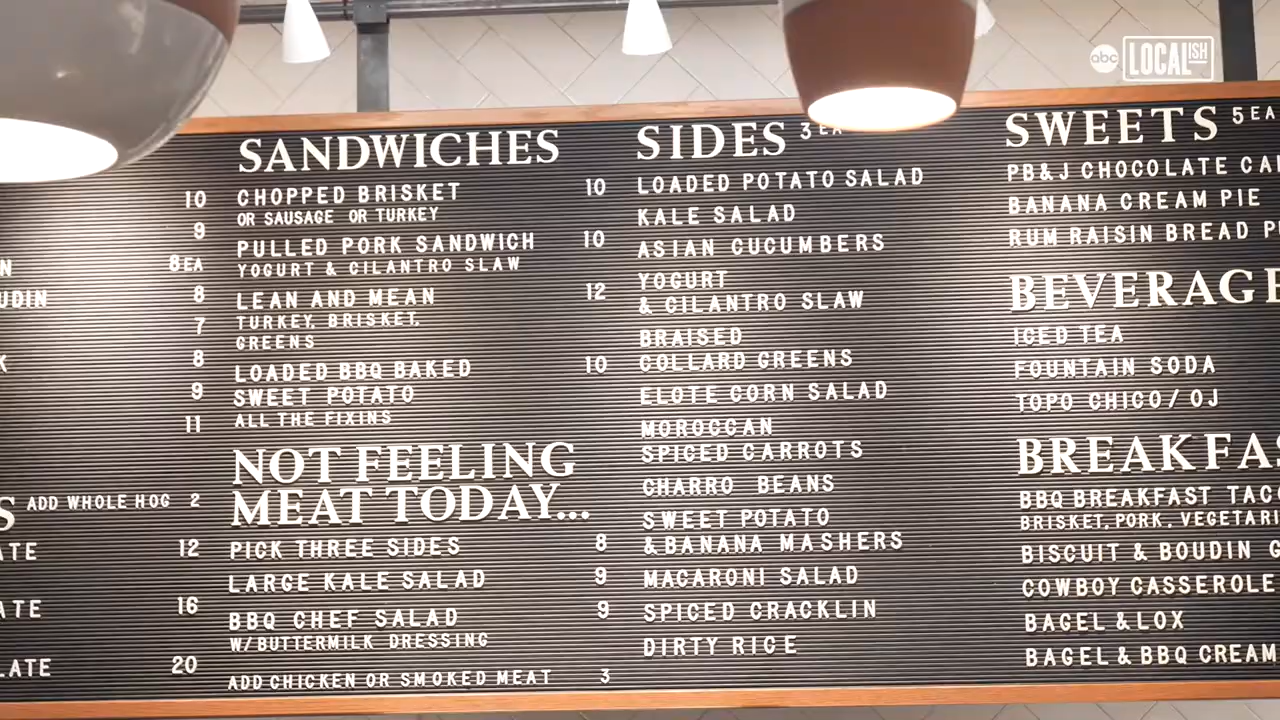 abc LOCALISH
10
9
8EA
8
7
8
9
11
ADD WHOLE HOG 2
12
16
20
SANDWICHES
CHOPPED BRISKET 10
OR SAUSAGE OR TURKEY
PULLED PORK SANDWICH 10
YOGURT & CILANTRO SLAW
LEAN AND MEAN 12
TURKEY, BRISKET,
GREENS
LOADED BBQ BAKED 10
SWEET POTATO
ALL THE FIXINS
NOT FEELING
MEAT TODAY...
PICK THREE SIDES 8
LARGE KALE SALAD 9
BBQ CHEF SALAD 9
W/BUTTERMILK DRESSING
ADD CHICKEN OR SMOKED MEAT 3
SIDES 3 EA
LOADED POTATO SALAD
KALE SALAD
ASIAN CUCUMBERS
YOGURT
& CILANTRO SLAW
BRAISED
COLLARD GREENS
ELOTE CORN SALAD
MOROCCAN
SPICED CARROTS
CHARRO BEANS
SWEET POTATO
& BANANA MASHERS
MACARONI SALAD
SPICED CRACKLIN
DIRTY RICE
SWEETS 5EA
PB&J CHOCOLATE
BANANA CREAM PIE
RUM RAISIN BREAD
BEVERAGE
ICED TEA
FOUNTAIN SODA
TOPO CHICO / OJ
BREAKFAS
BBQ BREAKFAST TAC
BRISKET, PORK, VEGETARI
BISCUIT & BOUDIN G
COWBOY CASSEROLE
BAGEL & LOX
BAGEL & BBQ CREAM